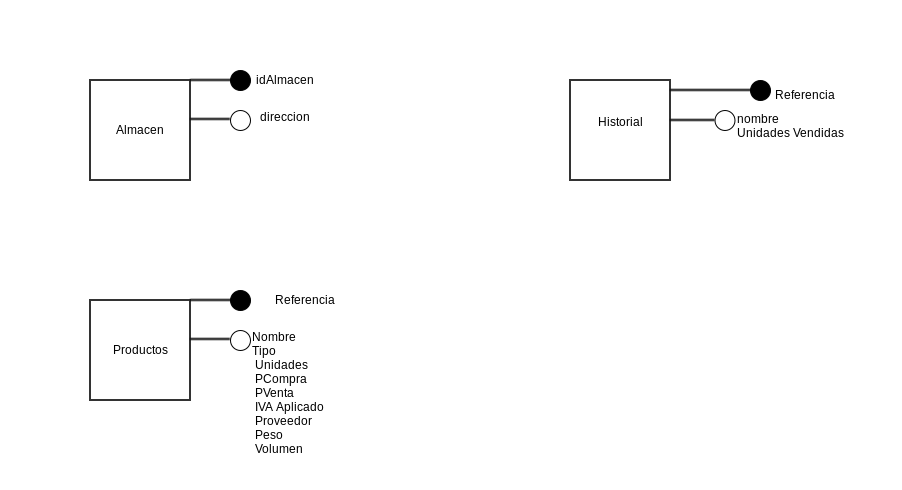 Almacen
idAlmacen
direccion
Historial
Referencia
nombre
Unidades Vendidas
Productos
Referencia
Nombre
Tipo
Unidades
PCompra
PVenta
IVA Aplicado
Proveedor
Peso
Volumen